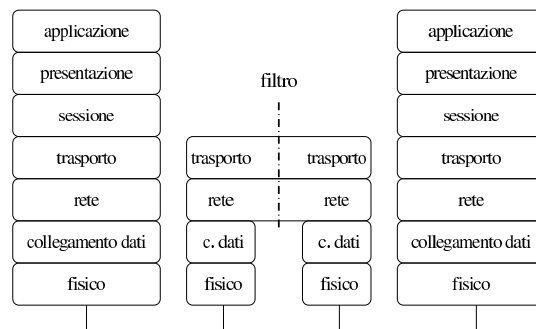 applicazione
presentazione
sessione
trasporto
rete
collegamento dati
fisico
filtro
trasporto trasporto
rete rete
c. dati c. dati
fisico fisico
applicazione
presentazione
sessione
trasporto
rete
collegamento dati
fisico